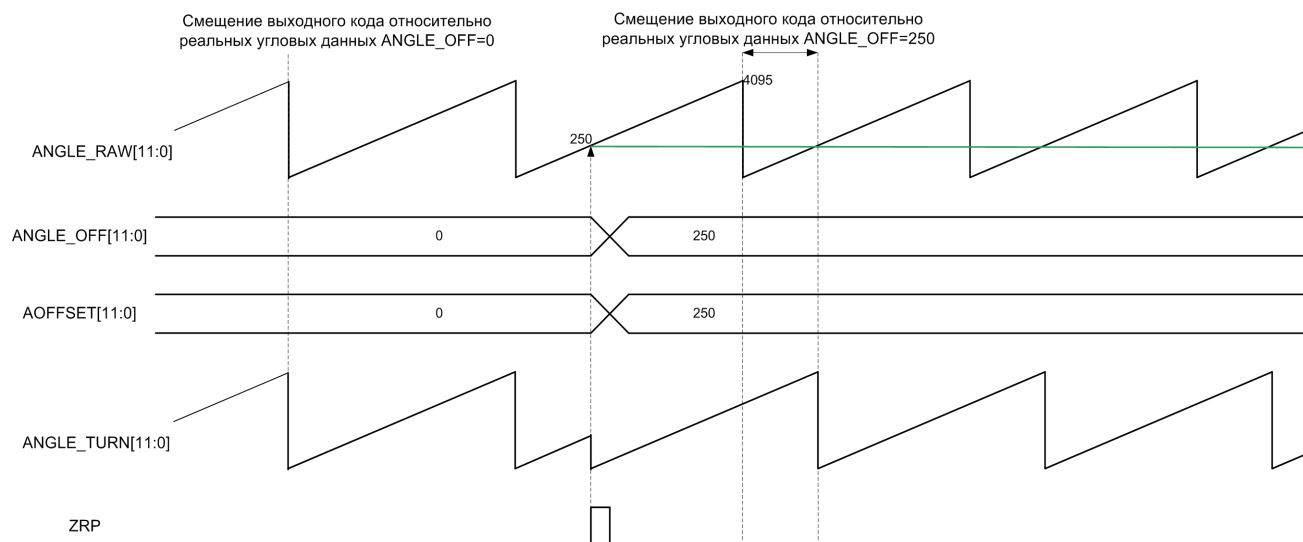 Смещение выходного кода относительно
реальных угловых данных ANGLE_OFF=0
Смещение выходного кода относительно
реальных угловых данных ANGLE_OFF=250
4095
250
ANGLE_RAW[11:0]
ANGLE_OFF[11:0]
0
250
AOFFSET[11:0]
0
250
ANGLE_TURN[11:0]
ZRP